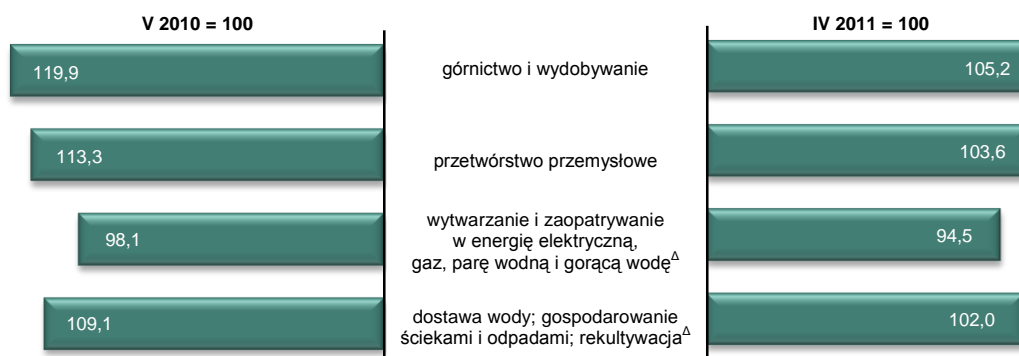 V 2010 = 100
IV 2011 = 100
119,9
górnictwo i wydobywanie
105,2
113,3
przetwórstwo przemysłowe
103,6
98,1
wytwarzanie i zaopatrywanie
w energię elektryczną,
gaz, parę wodną i gorącą wodę^Δ
94,5
109,1
dostawa wody; gospodarowanie
ściekami i odpadami; rekultywacja^Δ
102,0